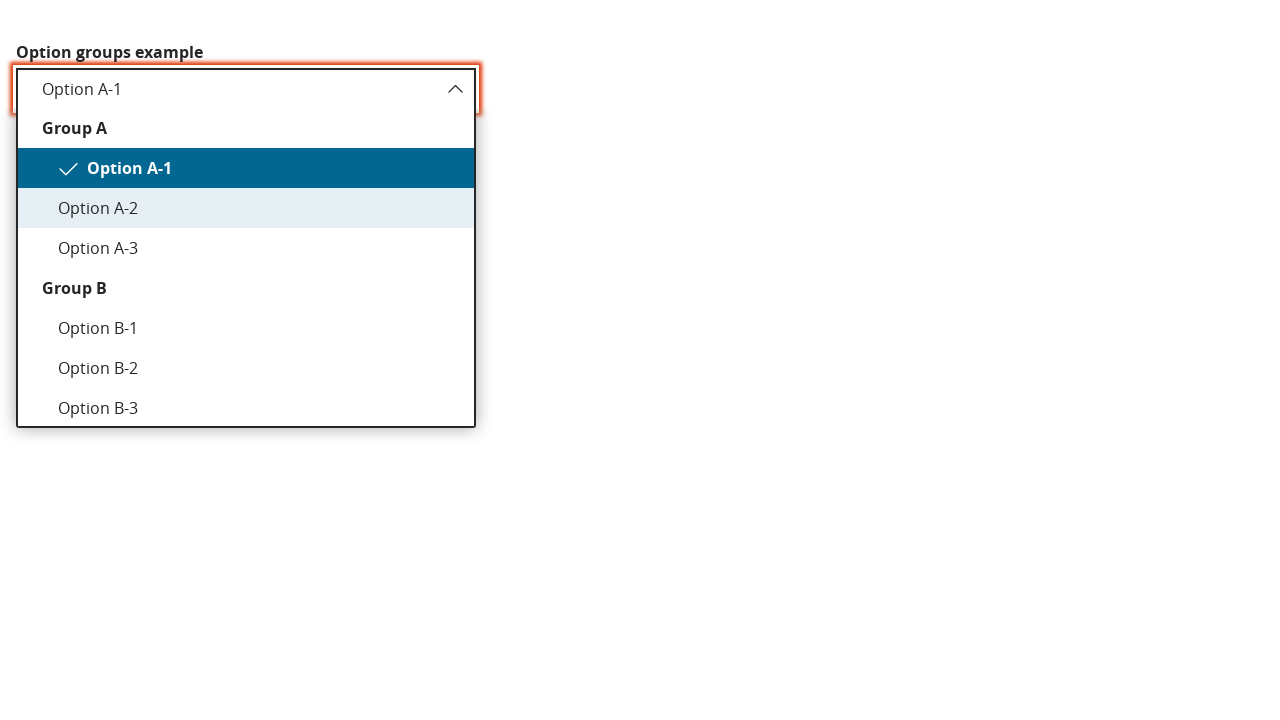 Option groups example
Option A-1
Group A
Option A-1
Option A-2
Option A-3
Group B
Option B-1
Option B-2
Option B-3